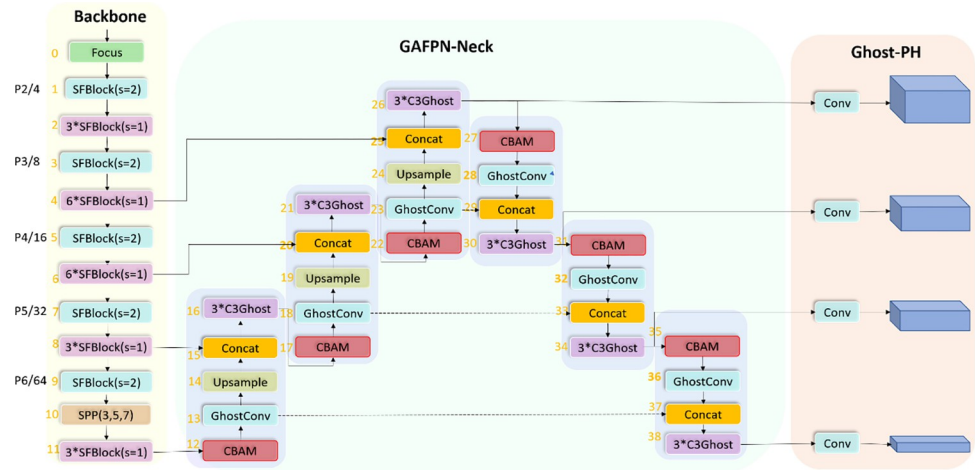 Backbone
GAFPN-Neck
Ghost-PH
0 Focus
P2/4
1 SFBlock(s=2)
2 3*SFBlock(s=1)
P3/8
3 SFBlock(s=2)
4 6*SFBlock(s=1)
P4/16
5 SFBlock(s=2)
6 6*SFBlock(s=1)
P5/32
7 SFBlock(s=2)
8 3*SFBlock(s=1)
P6/64
9 SFBlock(s=2)
10 SPP(3,5,7)
11 3*SFBlock(s=1)
16 3*C3Ghost
15 Concat
14 Upsample
13 GhostConv
12 CBAM
21 3*C3Ghost
20 Concat
19 Upsample
18 GhostConv
17 CBAM
26 3*C3Ghost
25 Concat
24 Upsample
23 GhostConv
22 CBAM
27 CBAM
28 GhostConv
29 Concat
30 3*C3Ghost
31 CBAM
32 GhostConv
33 Concat
34 3*C3Ghost
35 CBAM
36 GhostConv
37 Concat
38 3*C3Ghost
Conv
Conv
Conv
Conv